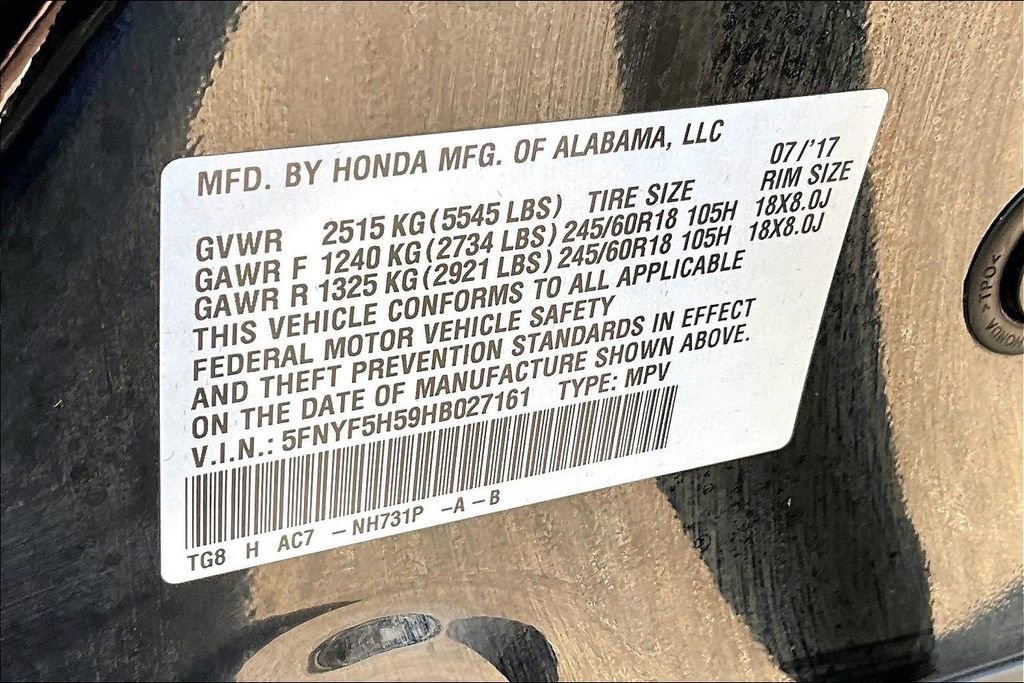 MFD. BY HONDA MFG. OF ALABAMA, LLC 07/'17
GVWR 2515 KG (5545 LBS) TIRE SIZE RIM SIZE
GAWR F 1240 KG (2734 LBS) 245/60R18 105H 18X8.0J
GAWR R 1325 KG (2921 LBS) 245/60R18 105H 18X8.0J
THIS VEHICLE CONFORMS TO ALL APPLICABLE
FEDERAL MOTOR VEHICLE SAFETY
AND THEFT PREVENTION STANDARDS IN EFFECT
ON THE DATE OF MANUFACTURE SHOWN ABOVE.
V.I.N.: 5FNYF5H59HB027161 TYPE: MPV
TG8 H AC7 -NH731P -A-B
HONDA >TPO<